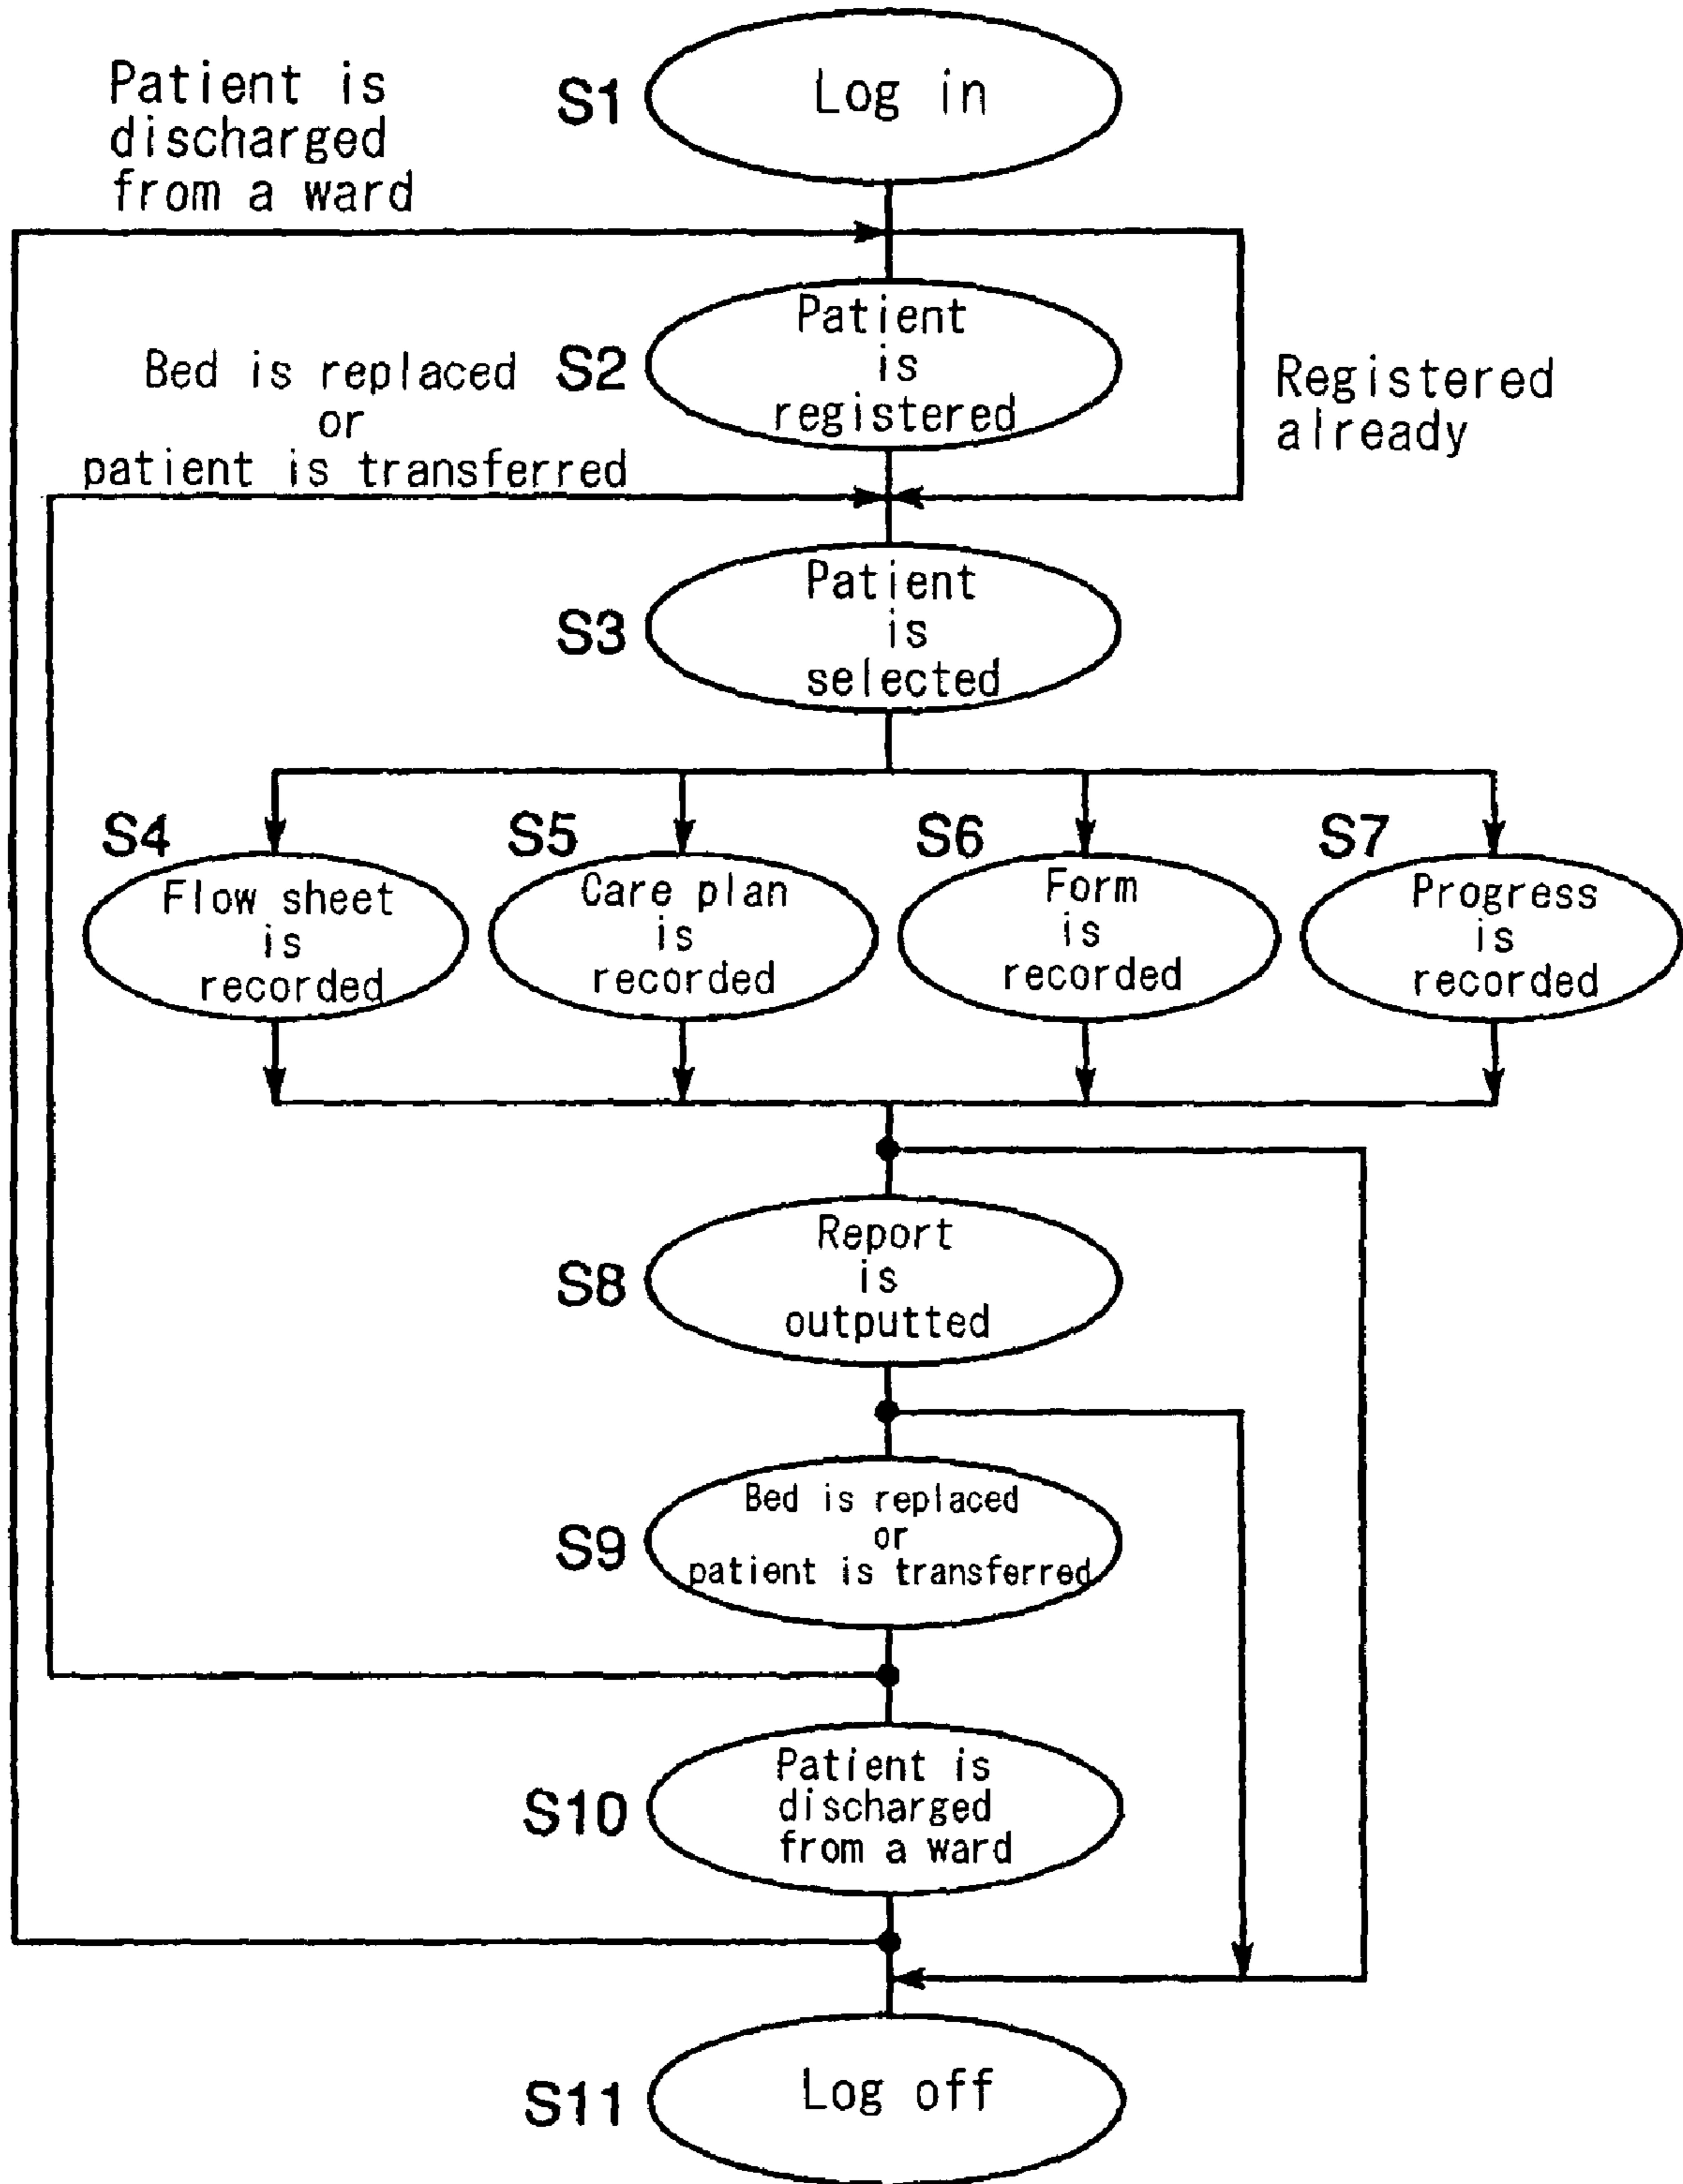 Patient is
discharged
from a ward
S1
Log in
S2
Patient
is
registered
Bed is replaced
or
patient is transferred
Registered
already
S3
Patient
is
selected
S4
Flow sheet
is
recorded
S5
Care plan
is
recorded
S6
Form
is
recorded
S7
Progress
is
recorded
S8
Report
is
outputted
S9
Bed is replaced
or
patient is transferred
S10
Patient is
discharged
from a ward
S11
Log off